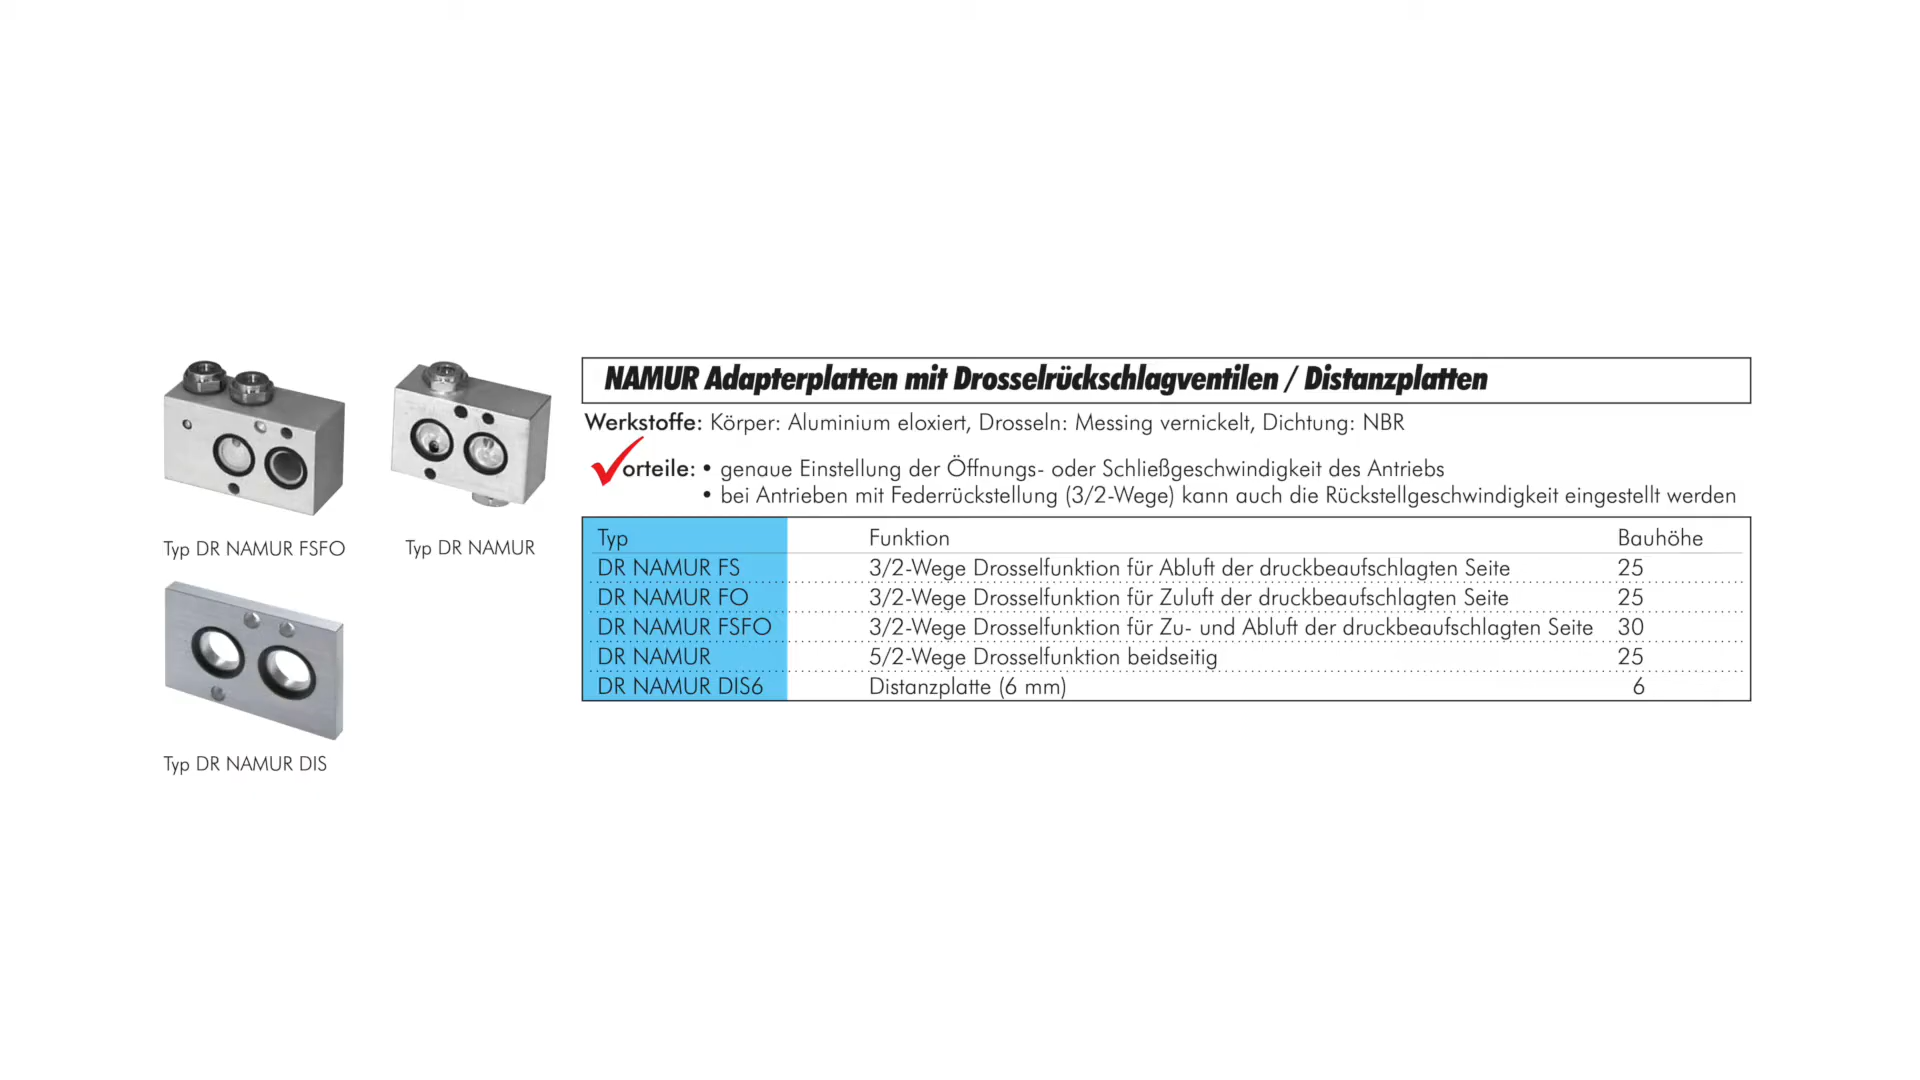 NAMUR Adapterplatten mit Drosselrückschlagventilen / Distanzplatten
Werkstoffe: Körper: Aluminium eloxiert, Drosseln: Messing vernickelt, Dichtung: NBR
Vorteile: • genaue Einstellung der Öffnungs- oder Schließgeschwindigkeit des Antriebs
• bei Antrieben mit Federrückstellung (3/2-Wege) kann auch die Rückstellgeschwindigkeit eingestellt werden
Typ DR NAMUR FSFO
Typ DR NAMUR
Typ DR NAMUR DIS
Typ Funktion Bauhöhe
DR NAMUR FS 3/2-Wege Drosselfunktion für Abluft der druckbeaufschlagten Seite 25
DR NAMUR FO 3/2-Wege Drosselfunktion für Zuluft der druckbeaufschlagten Seite 25
DR NAMUR FSFO 3/2-Wege Drosselfunktion für Zu- und Abluft der druckbeaufschlagten Seite 30
DR NAMUR 5/2-Wege Drosselfunktion beidseitig 25
DR NAMUR DIS6 Distanzplatte (6 mm) 6